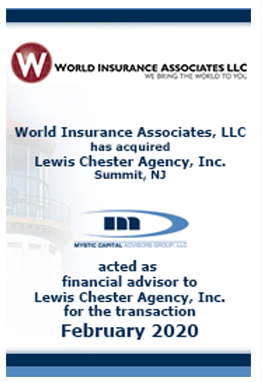 W WORLD INSURANCE ASSOCIATES LLC
WE BRING THE WORLD TO YOU
World Insurance Associates, LLC
has acquired
Lewis Chester Agency, Inc.
Summit, NJ
m
MYSTIC CAPITAL ADVISORS GROUP, LLC
acted as
financial advisor to
Lewis Chester Agency, Inc.
for the transaction
February 2020